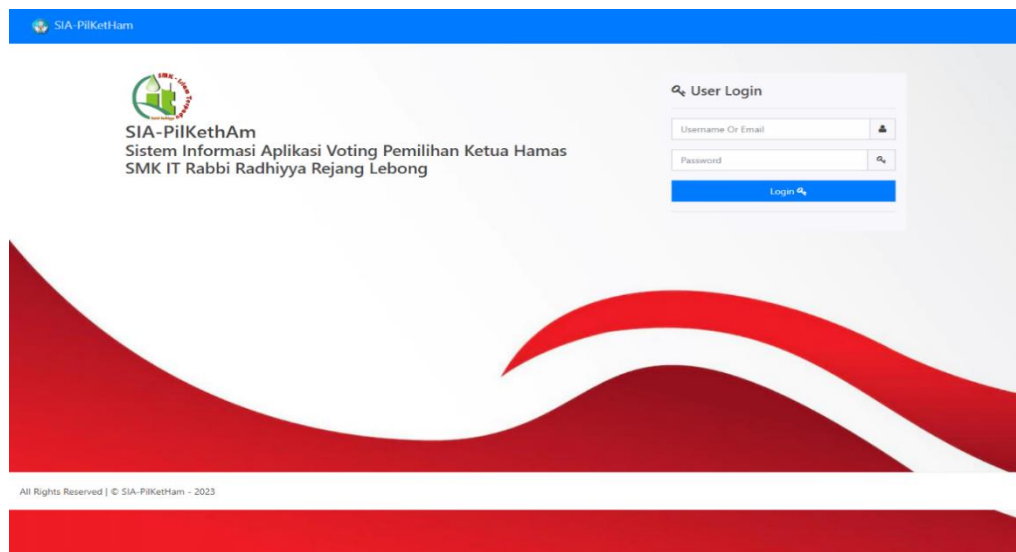 SIA-PilKetHam
SIA-PilKethAm
Sistem Informasi Aplikasi Voting Pemilihan Ketua Hamas
SMK IT Rabbi Radhiyya Rejang Lebong
User Login
Username Or Email
Password
Login
All Rights Reserved | © SIA-PilKetHam - 2023